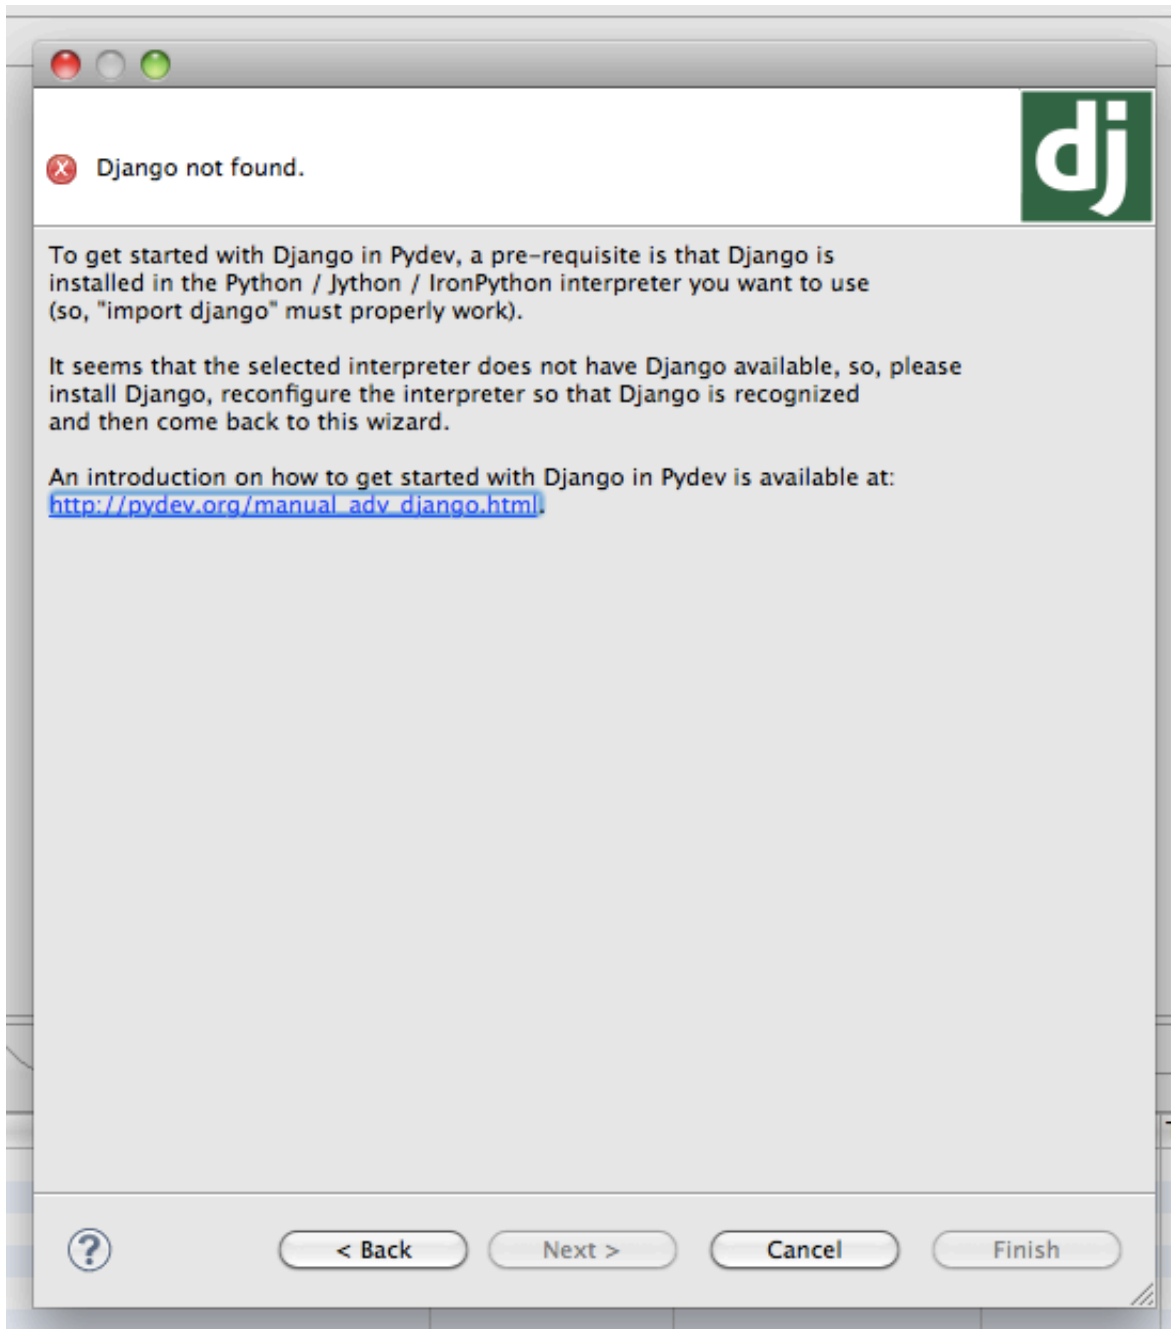 dj
Django not found.
To get started with Django in Pydev, a pre-requisite is that Django is
installed in the Python / Jython / IronPython interpreter you want to use
(so, "import django" must properly work).
It seems that the selected interpreter does not have Django available, so, please
install Django, reconfigure the interpreter so that Django is recognized
and then come back to this wizard.
An introduction on how to get started with Django in Pydev is available at:
http://pydev.org/manual_adv_django.html.
?
< Back
Next >
Cancel
Finish